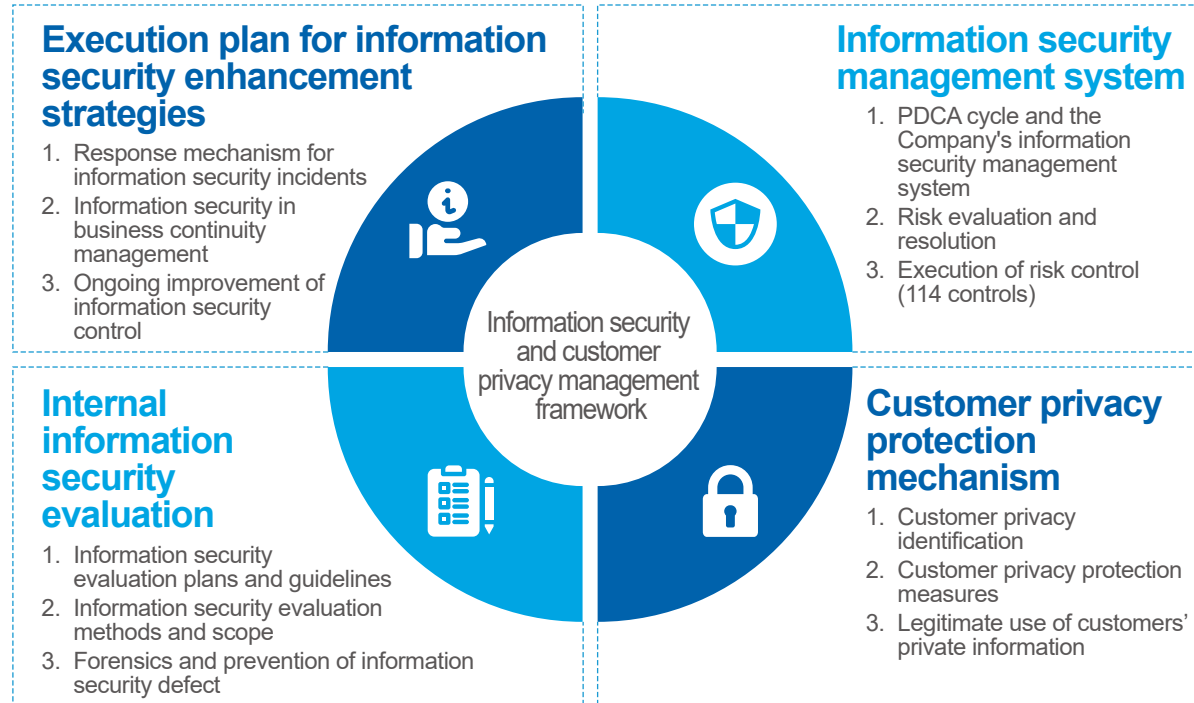 Execution plan for information
security enhancement
strategies
1. Response mechanism for
information security incidents
2. Information security in
business continuity
management
3. Ongoing improvement of
information security
control
Information security
management system
1. PDCA cycle and the
Company's information
security management
system
2. Risk evaluation and
resolution
3. Execution of risk control
(114 controls)
Information security
and customer
privacy management
framework
Internal
information
security
evaluation
1. Information security
evaluation plans and guidelines
2. Information security evaluation
methods and scope
3. Forensics and prevention of information
security defect
Customer privacy
protection
mechanism
1. Customer privacy
identification
2. Customer privacy protection
measures
3. Legitimate use of customers’
private information